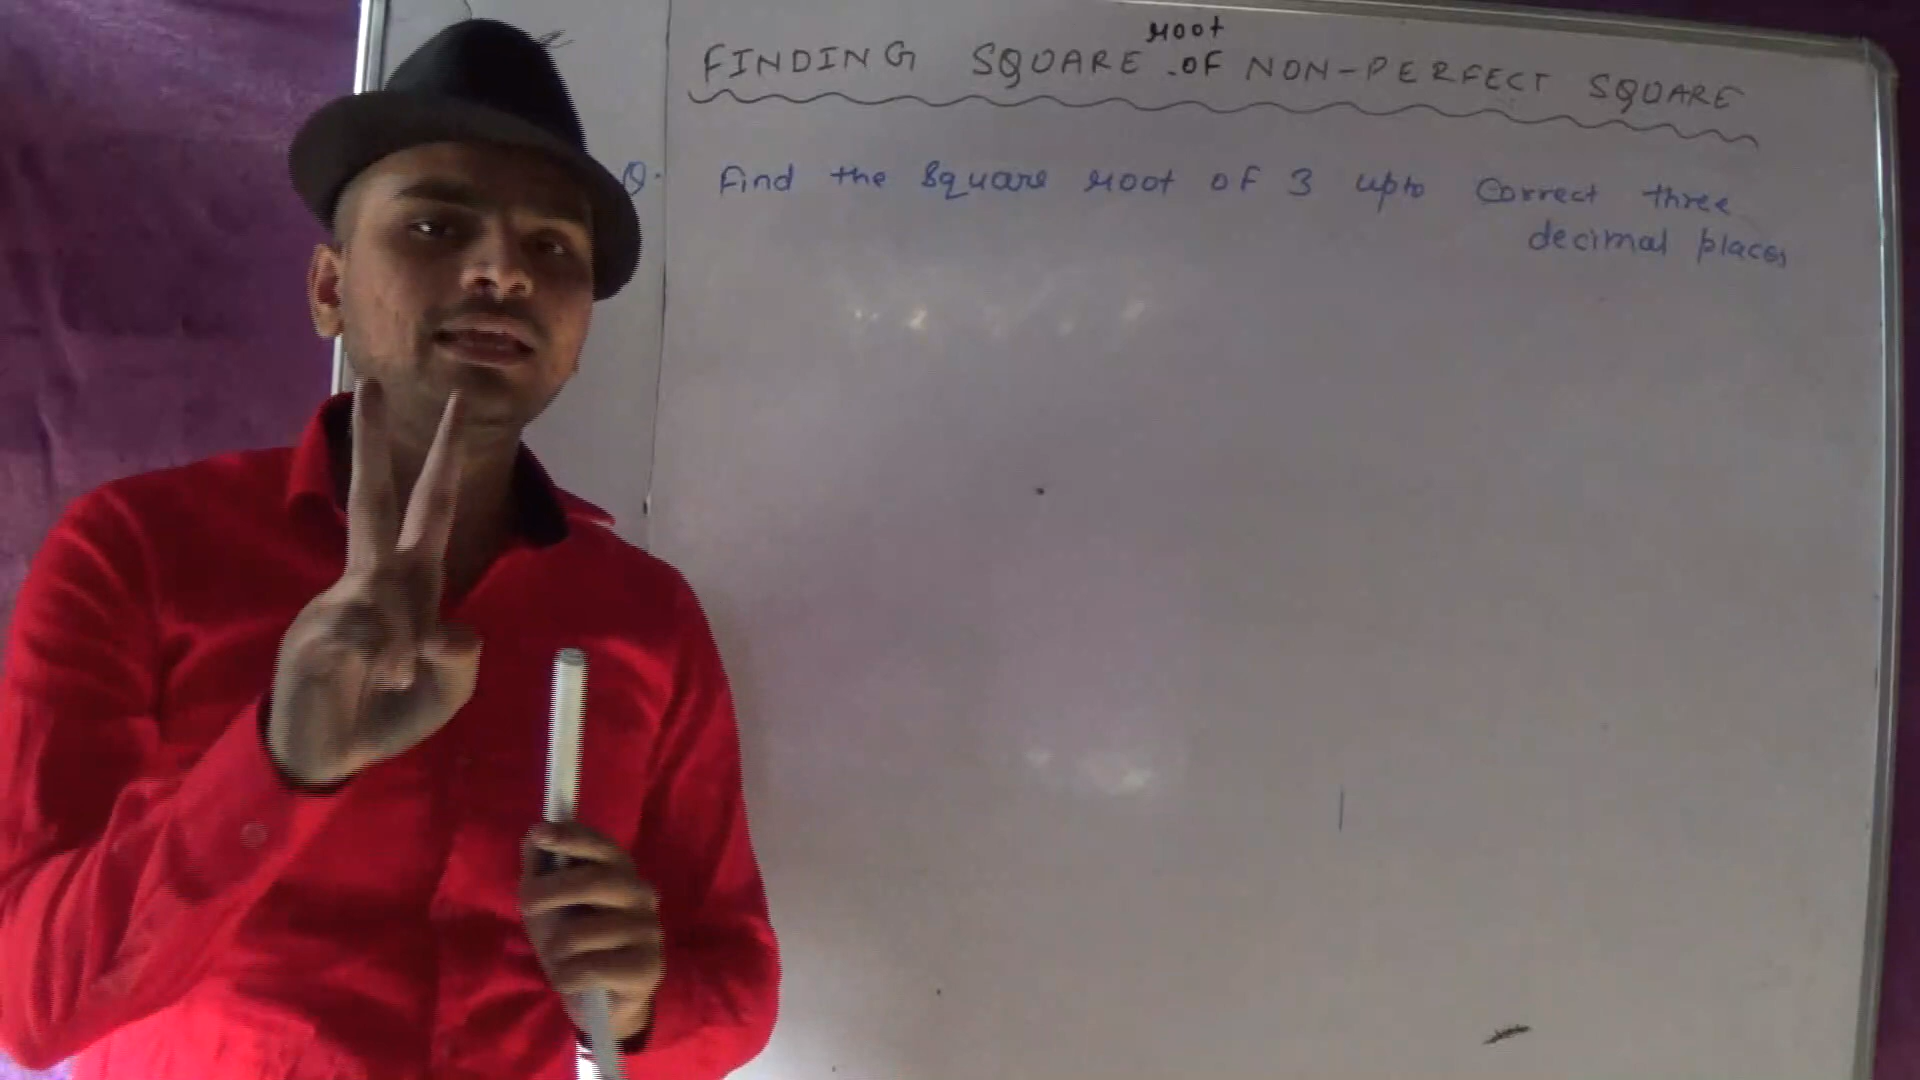 FINDING SQUARE root OF NON-PERFECT SQUARE
Q. Find the square root of 3 upto correct three
decimal places